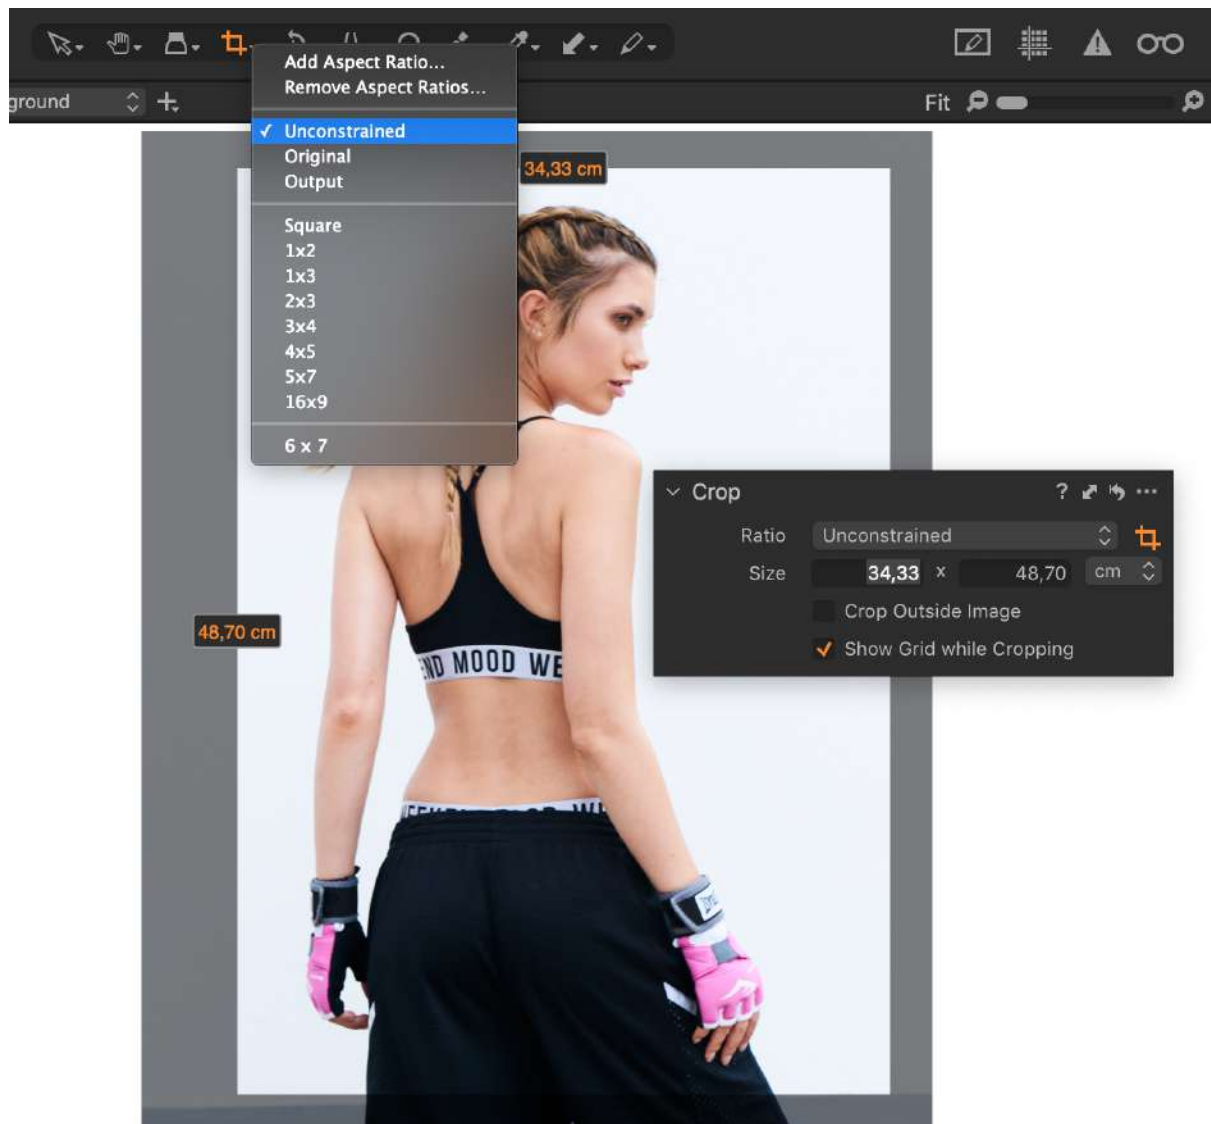 ground
Fit
Add Aspect Ratio...
Remove Aspect Ratios...
✓ Unconstrained
Original
Output
Square
1x2
1x3
2x3
3x4
4x5
5x7
16x9
6 x 7
34,33 cm
48,70 cm
Crop
?
Ratio Unconstrained
Size 34,33 x 48,70 cm
Crop Outside Image
Show Grid while Cropping
END MOOD WE